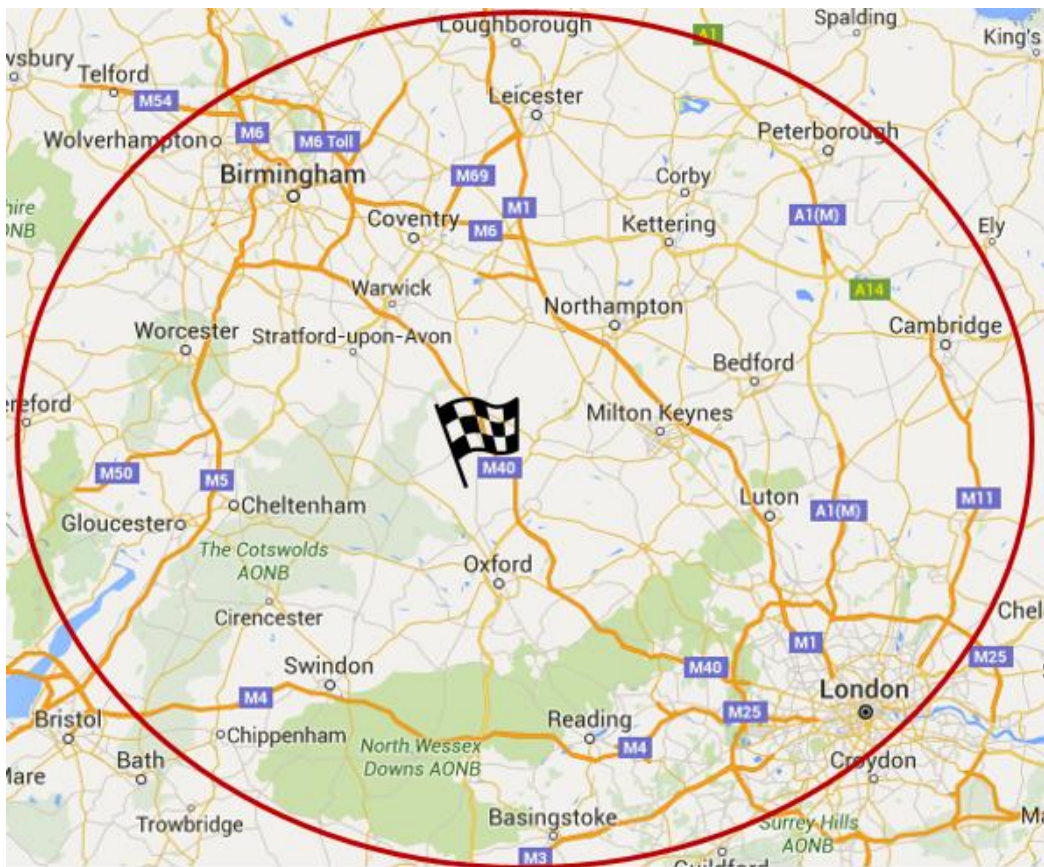 Loughborough
A1
Spalding
King's
wsbury
Telford
M54
Leicester
Wolverhampton
M6
M6 Toll
Peterborough
Birmingham
M69
Corby
Coventry
M1
M6
Kettering
A1(M)
Ely
hire
ONB
Warwick
A14
Northampton
Worcester
Stratford-upon-Avon
Cambridge
Bedford
ereford
Milton Keynes
M50
M5
M40
Cheltenham
Luton
A1(M)
M11
Gloucester
The Cotswolds
AONB
Oxford
Cirencester
Chel
M1
M25
Swindon
M40
M4
London
Bristol
Reading
M25
Chippenham
North Wessex
Downs AONB
M4
Bath
Croydon
Mare
Trowbridge
Basingstoke
Surrey Hills
AONB
Ma
M3
Guildford